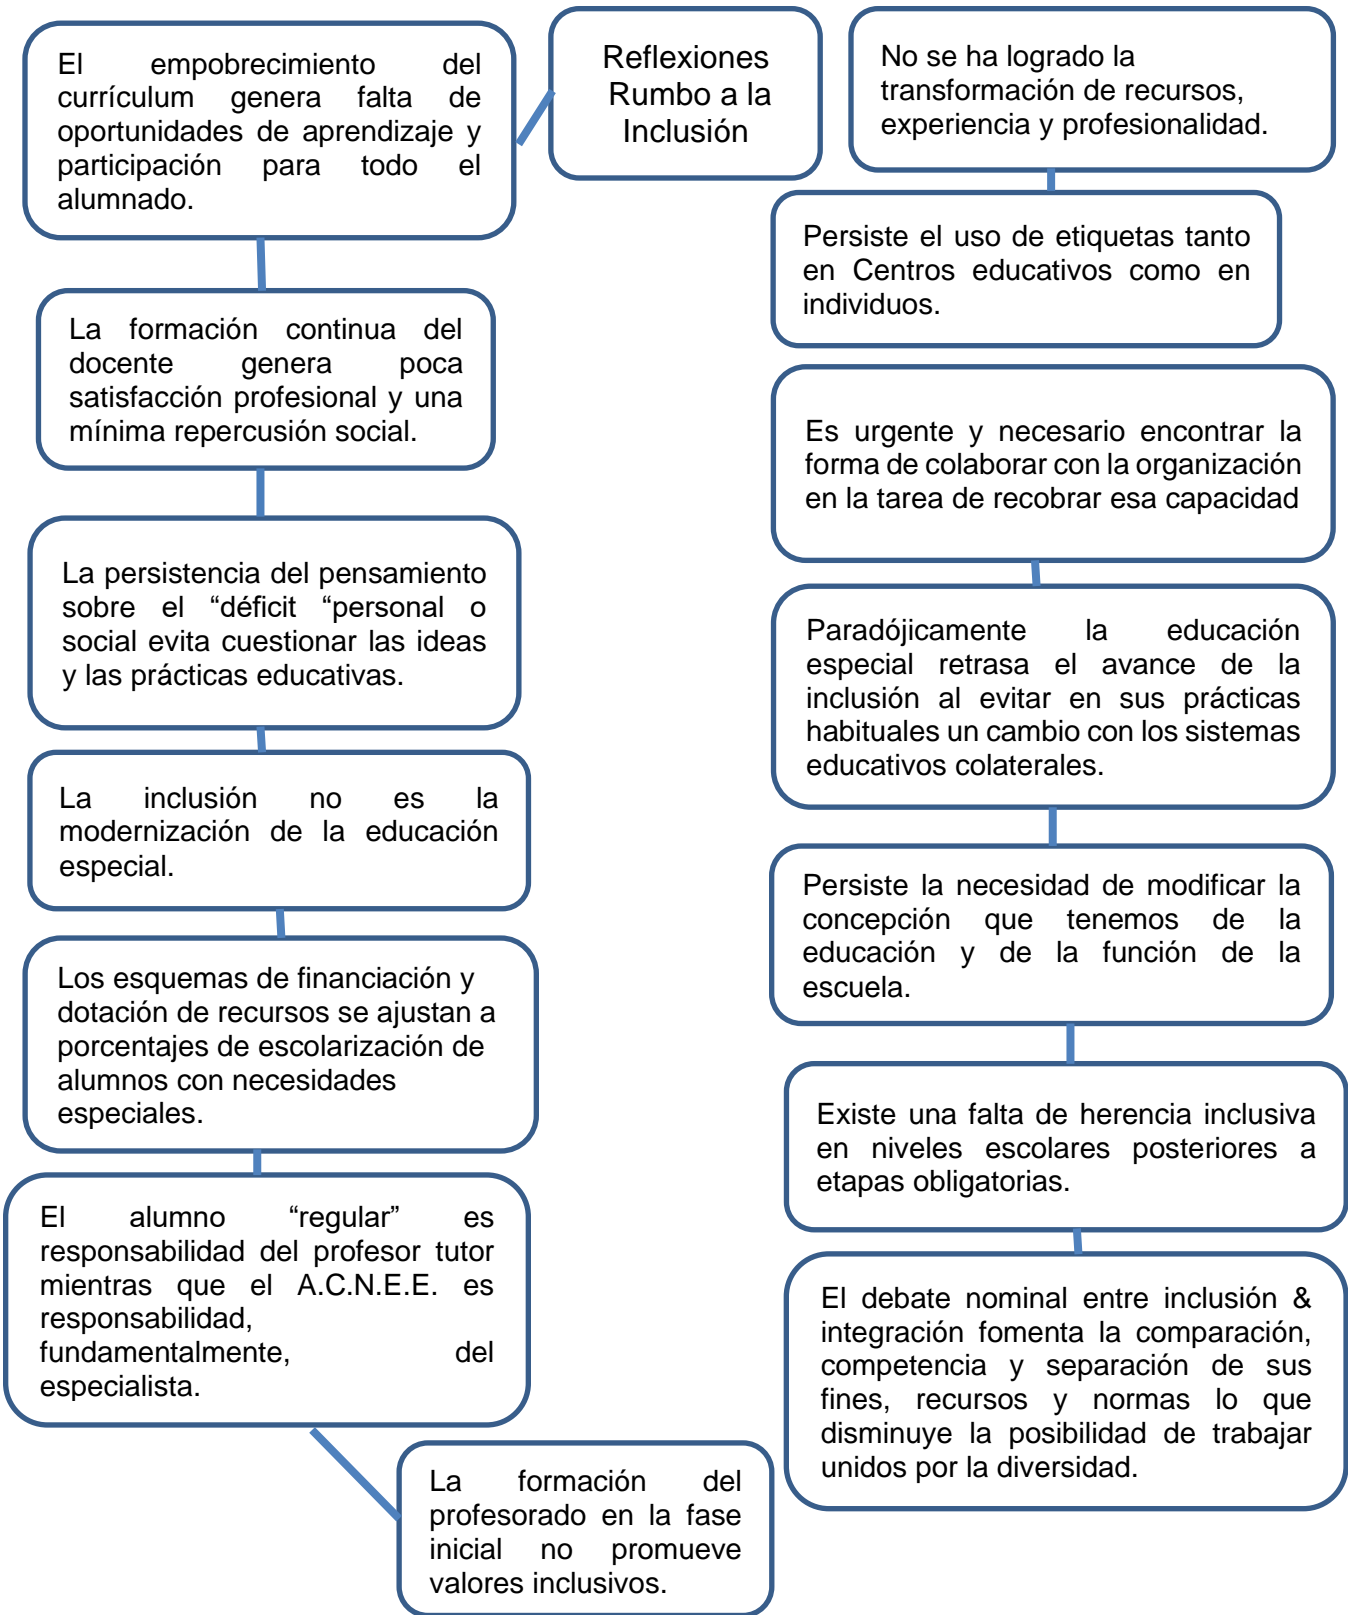 Reflexiones
Rumbo a la
Inclusión
El empobrecimiento del
currículum genera falta de
oportunidades de aprendizaje y
participación para todo el
alumnado.
La formación continua del
docente genera poca
satisfacción profesional y una
mínima repercusión social.
La persistencia del pensamiento
sobre el “déficit “personal o
social evita cuestionar las ideas
y las prácticas educativas.
La inclusión no es la
modernización de la educación
especial.
Los esquemas de financiación y
dotación de recursos se ajustan a
porcentajes de escolarización de
alumnos con necesidades
especiales.
El alumno “regular” es
responsabilidad del profesor tutor
mientras que el A.C.N.E.E. es
responsabilidad,
fundamentalmente, del
especialista.
La formación del
profesorado en la fase
inicial no promueve
valores inclusivos.
No se ha logrado la
transformación de recursos,
experiencia y profesionalidad.
Persiste el uso de etiquetas tanto
en Centros educativos como en
individuos.
Es urgente y necesario encontrar la
forma de colaborar con la organización
en la tarea de recobrar esa capacidad
Paradójicamente la educación
especial retrasa el avance de la
inclusión al evitar en sus prácticas
habituales un cambio con los sistemas
educativos colaterales.
Persiste la necesidad de modificar la
concepción que tenemos de la
educación y de la función de la
escuela.
Existe una falta de herencia inclusiva
en niveles escolares posteriores a
etapas obligatorias.
El debate nominal entre inclusión &
integración fomenta la comparación,
competencia y separación de sus
fines, recursos y normas lo que
disminuye la posibilidad de trabajar
unidos por la diversidad.